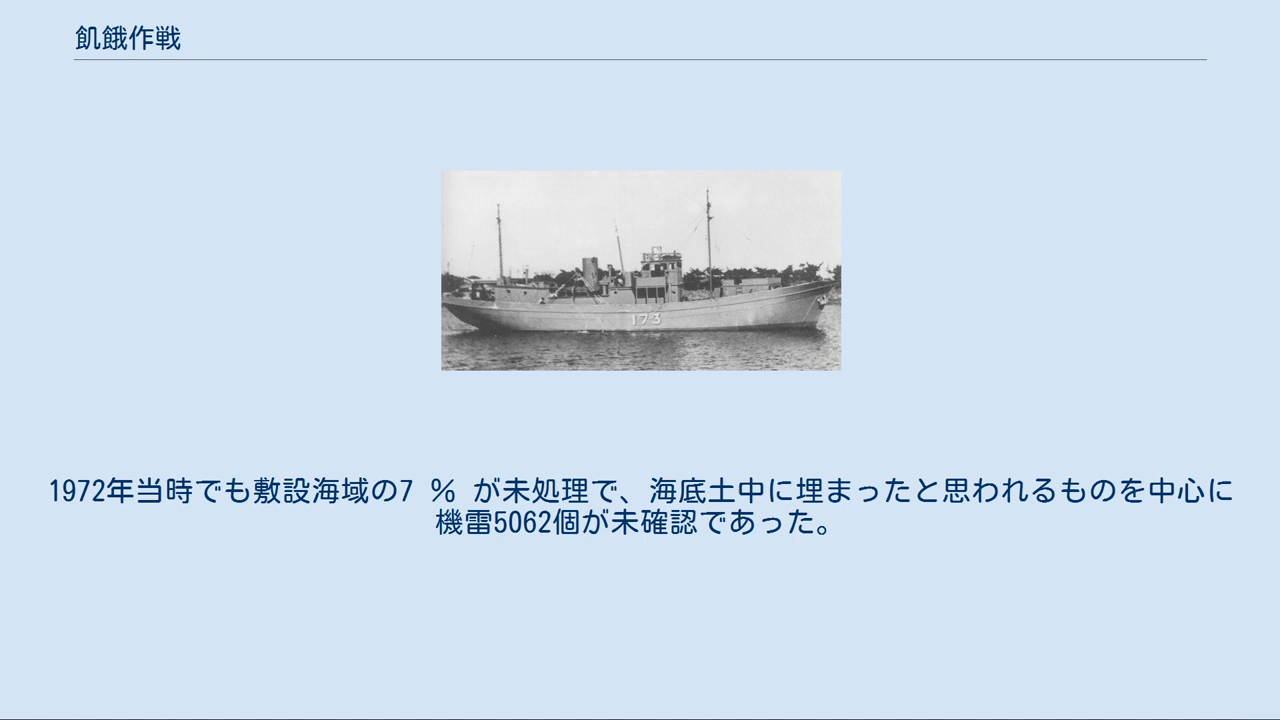 飢餓作戦
173
1972年当時でも敷設海域の7 % が未処理で、海底土中に埋まったと思われるものを中心に
機雷5062個が未確認であった。